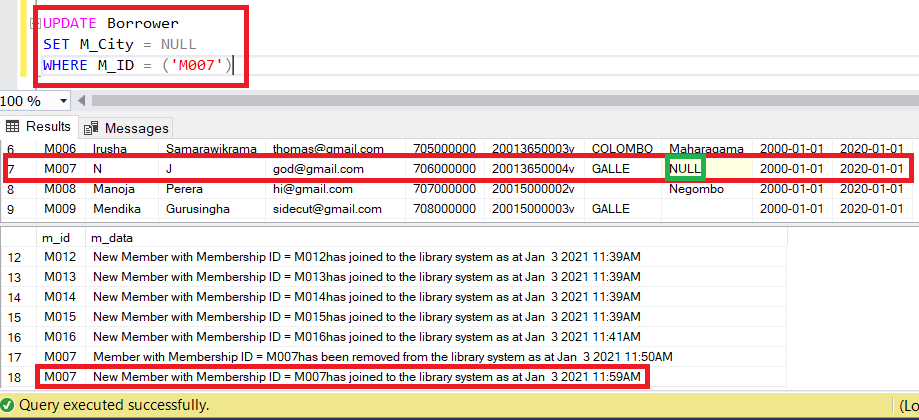 UPDATE Borrower
SET M_City = NULL
WHERE M_ID = ('M007')
100 %
Results Messages
6 M006 Irusha Samarawikrama thomas@gmail.com 705000000 20013650003v COLOMBO Maharagama 2000-01-01 2020-01-01
7 M007 N J god@gmail.com 706000000 20013650004v GALLE NULL 2000-01-01 2020-01-01
8 M008 Manoja Perera hi@gmail.com 707000000 20015000002v Negombo 2000-01-01 2020-01-01
9 M009 Mendika Gurusingha sidecut@gmail.com 708000000 20015000003v GALLE 2000-01-01 2020-01-01
m_id m_data
12 M012 New Member with Membership ID = M012has joined to the library system as at Jan 3 2021 11:39AM
13 M013 New Member with Membership ID = M013has joined to the library system as at Jan 3 2021 11:39AM
14 M014 New Member with Membership ID = M014has joined to the library system as at Jan 3 2021 11:39AM
15 M015 New Member with Membership ID = M015has joined to the library system as at Jan 3 2021 11:39AM
16 M016 New Member with Membership ID = M016has joined to the library system as at Jan 3 2021 11:41AM
17 M007 Member with Membership ID = M007has been removed from the library system as at Jan 3 2021 11:50AM
18 M007 New Member with Membership ID = M007has joined to the library system as at Jan 3 2021 11:59AM
Query executed successfully. (Lo